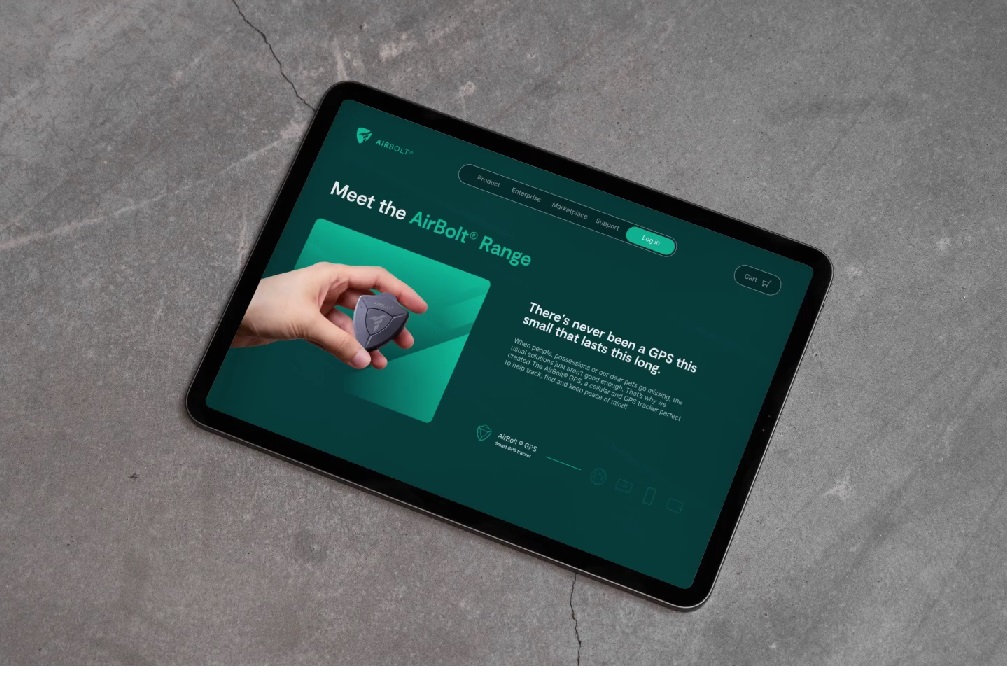 AIRBOLT®
Product Enterprise Marketplace Support Log in
Cart
Meet the AirBolt® Range
There's never been a GPS this
small that lasts this long.
When people, possessions or our dear pets go missing, the
usual solutions just aren't good enough. That's why we
created The AirBolt® GPS, a cellular and GPS tracker perfect
to help track, find and keep peace of mind!
AirBolt® GPS